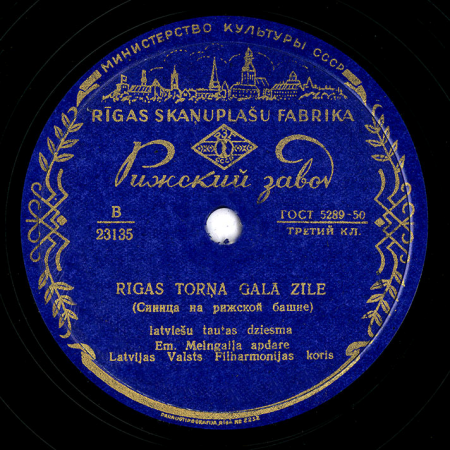 МИНИСТЕРСТВО КУЛЬТУРЫ СССР
RĪGAS SKAŅUPLAŠU FABRIKA
Рижский завод
В
23135
ГОСТ 5289-50
ТРЕТИЙ КЛ.
RIGAS TORŅA GALĀ ZILE
(Синица на рижской башне)
latviešu tautas dziesma
Em. Melngaiļa apdare
Latvijas Valsts Filharmonijas koris